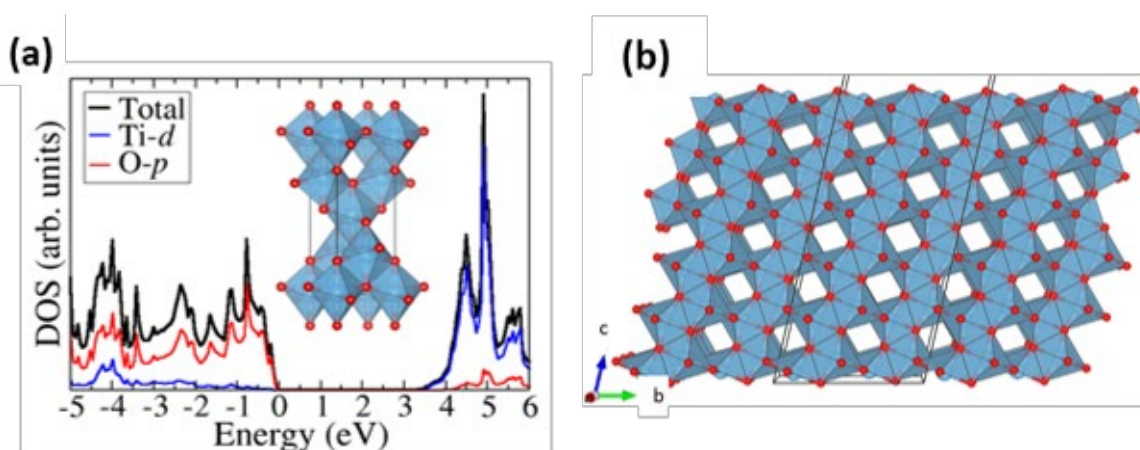 (a)
Total
Ti-d
O-p
DOS (arb. units)
-5 -4 -3 -2 -1 0 1 2 3 4 5 6
Energy (eV)
(b)
c
b